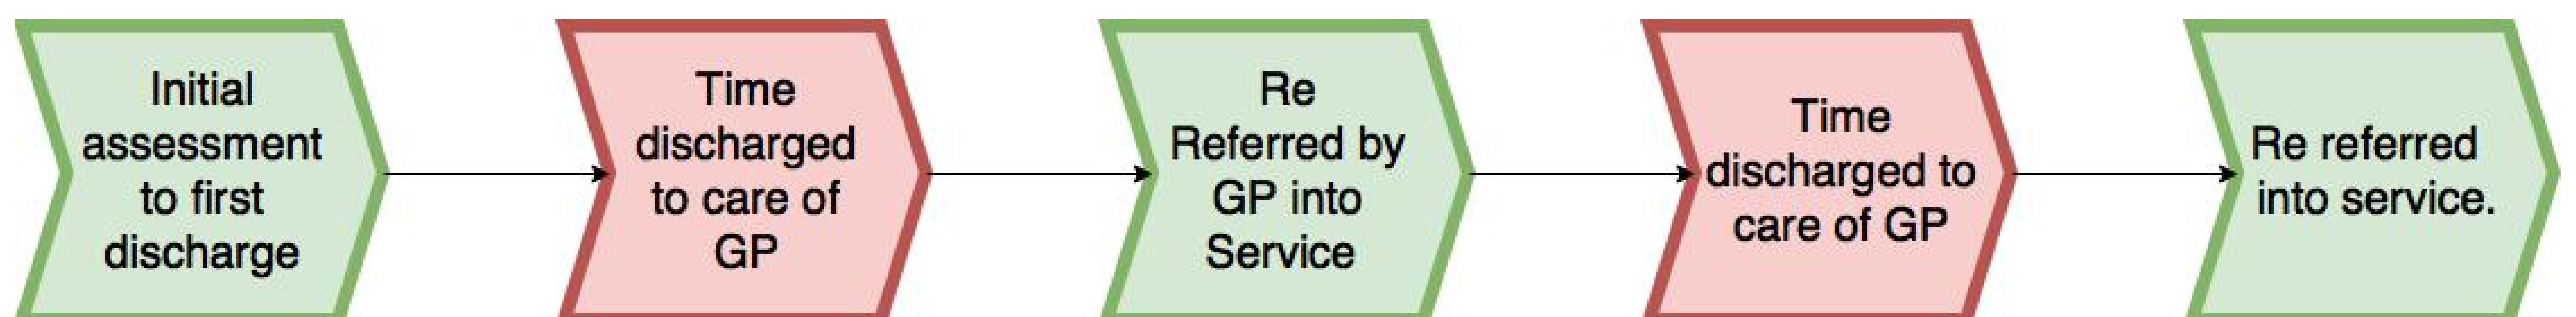 Initial
assessment
to first
discharge
Time
discharged
to care of
GP
Re
Referred by
GP into
Service
Time
discharged to
care of GP
Re referred
into service.